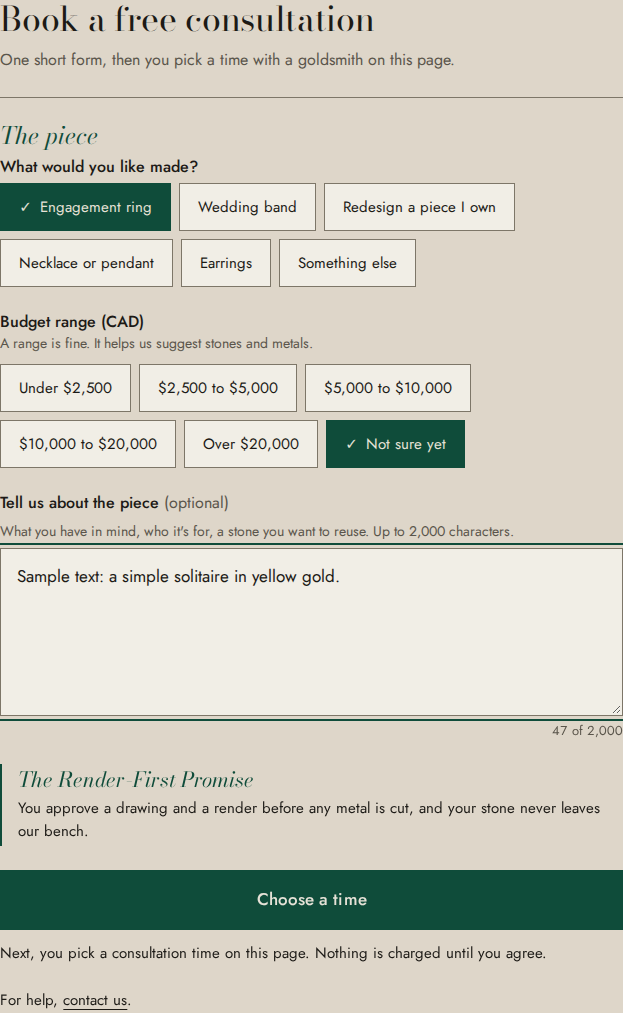 Book a free consultation
One short form, then you pick a time with a goldsmith on this page.
The piece
What would you like made?
✓ Engagement ring
Wedding band
Redesign a piece I own
Necklace or pendant
Earrings
Something else
Budget range (CAD)
A range is fine. It helps us suggest stones and metals.
Under $2,500
$2,500 to $5,000
$5,000 to $10,000
$10,000 to $20,000
Over $20,000
✓ Not sure yet
Tell us about the piece (optional)
What you have in mind, who it's for, a stone you want to reuse. Up to 2,000 characters.
Sample text: a simple solitaire in yellow gold.
47 of 2,000
The Render-First Promise
You approve a drawing and a render before any metal is cut, and your stone never leaves
our bench.
Choose a time
Next, you pick a consultation time on this page. Nothing is charged until you agree.
For help, contact us.